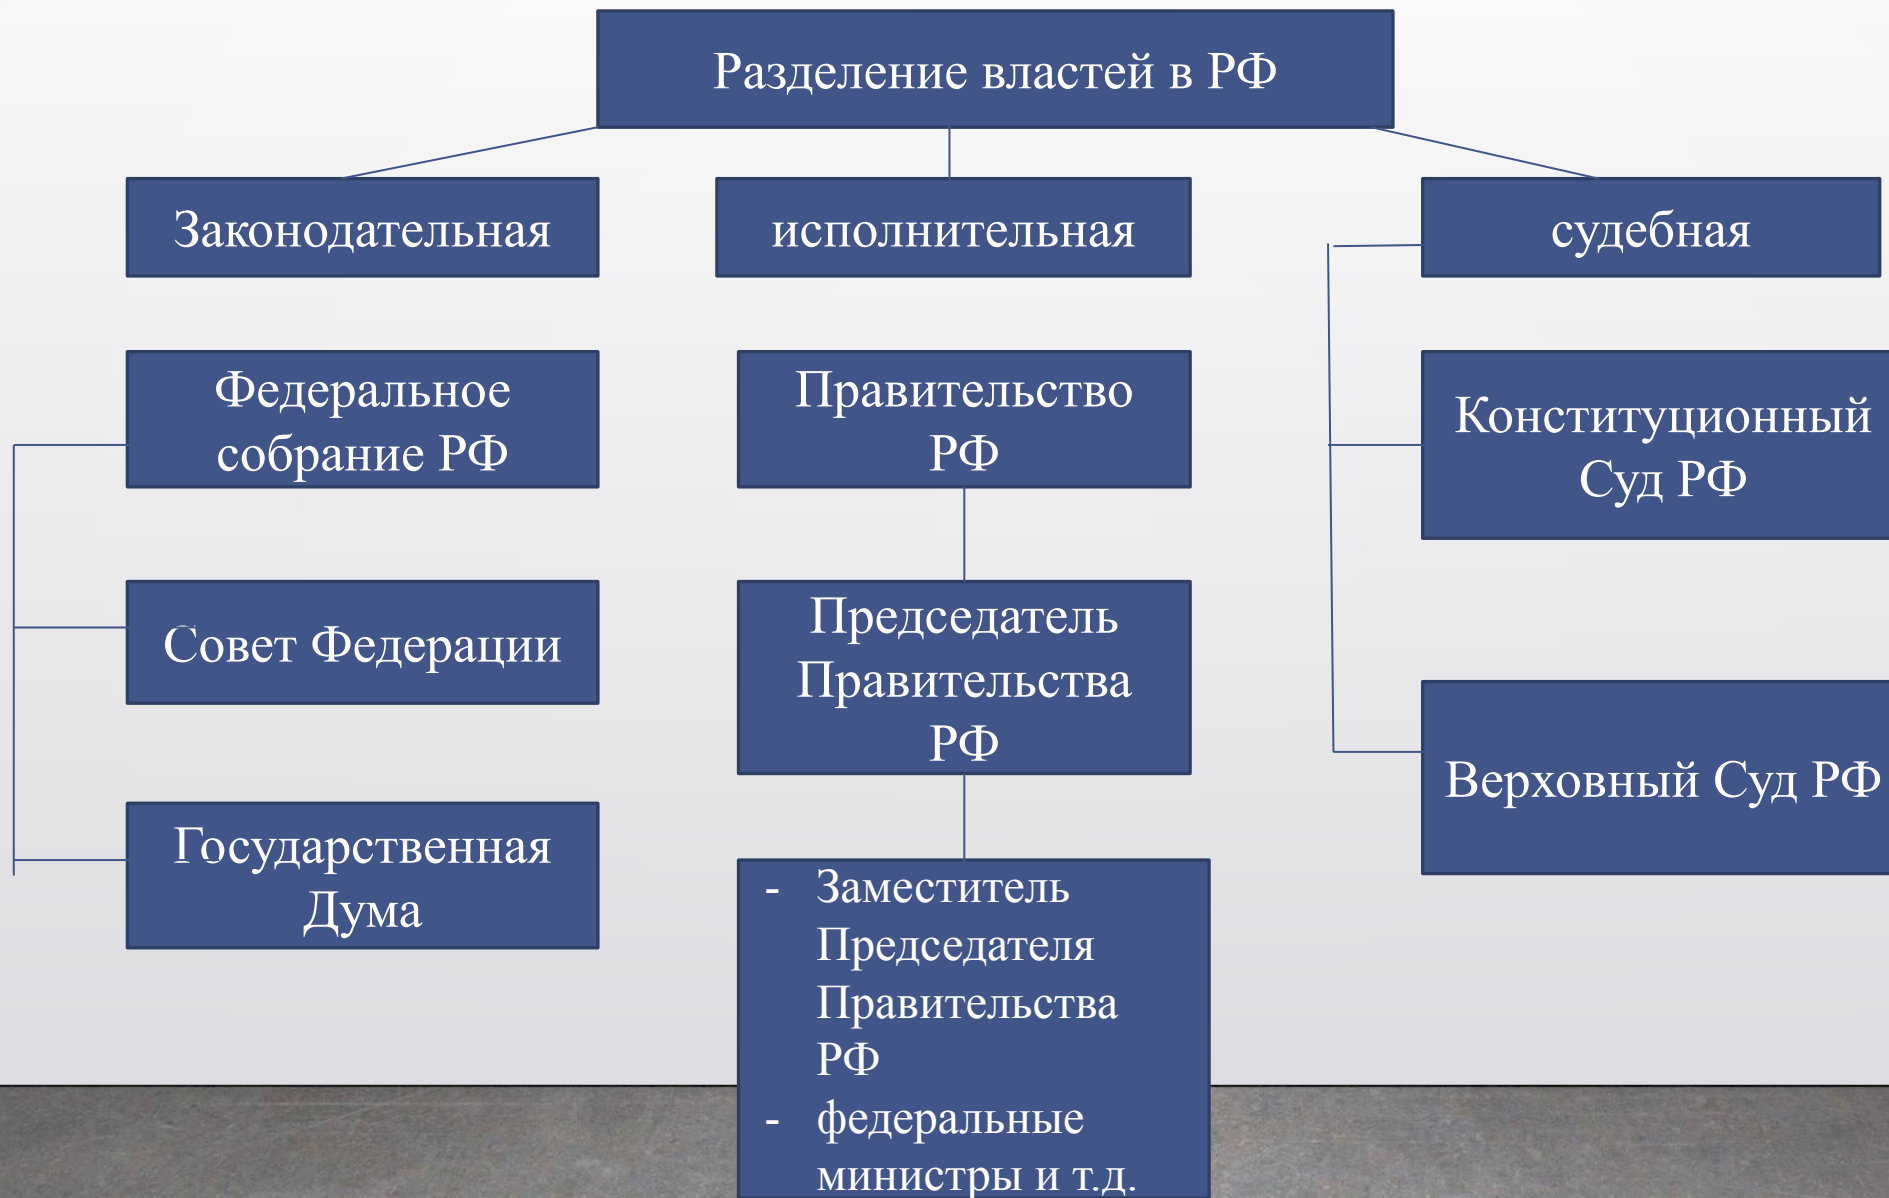 Разделение властей в РФ
Законодательная
исполнительная
судебная
Федеральное
собрание РФ
Правительство
РФ
Конституционный
Суд РФ
Совет Федерации
Председатель
Правительства
РФ
Верховный Суд РФ
Государственная
Дума
- Заместитель
Председателя
Правительства
РФ
- федеральные
министры и т.д.